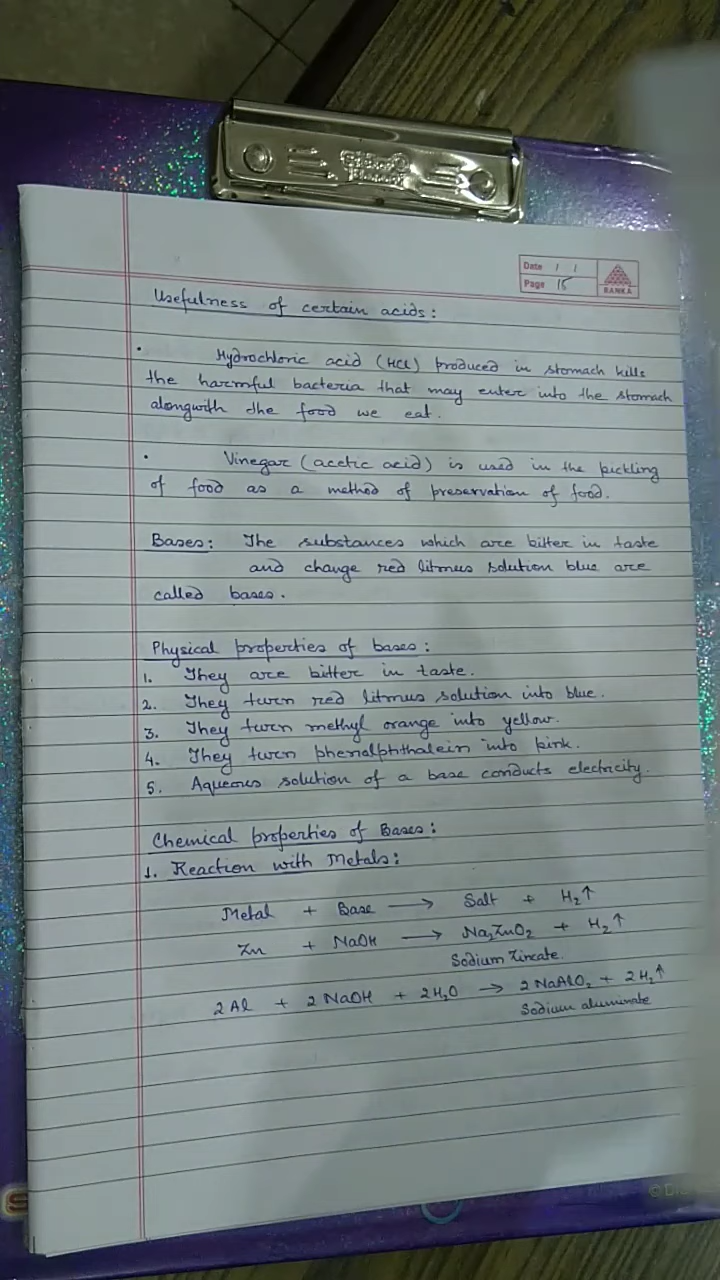 Date / /
Page 15
BANKA
Usefulness of certain acids:
• Hydrochloric acid (HCl) produced in stomach kills
the harmful bacteria that may enter into the stomach
alongwith the food we eat.
• Vinegar (acetic acid) is used in the pickling
of food as a method of preservation of food.
Bases: The substances which are bitter in taste
and change red litmus solution blue are
called bases.
Physical properties of bases:
1. They are bitter in taste.
2. They turn red litmus solution into blue.
3. They turn methyl orange into yellow.
4. They turn phenalphthalein into pink.
5. Aqueous solution of a base conducts electricity.
Chemical properties of Bases:
1. Reaction with Metals:
Metal + Base → Salt + H₂↑
Zn + NaOH → Na₂ZnO₂ + H₂↑
Sodium Zincate.
2Al + 2NaOH + 2H₂O → 2NaAlO₂ + 2H₂↑
Sodium aluminate